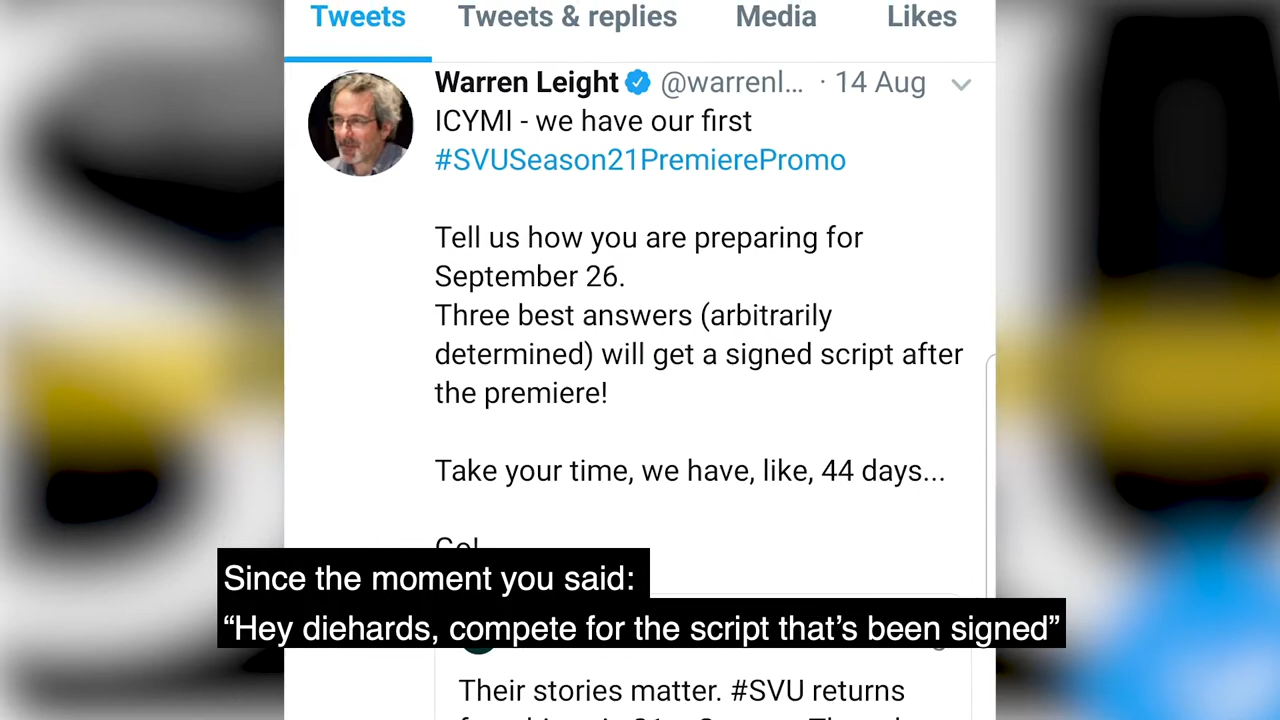 Tweets Tweets & replies Media Likes
Warren Leight @warrenl... · 14 Aug
ICYMI - we have our first
#SVUSeason21PremierePromo
Tell us how you are preparing for
September 26.
Three best answers (arbitrarily
determined) will get a signed script after
the premiere!
Take your time, we have, like, 44 days...
Go!
Since the moment you said:
“Hey diehards, compete for the script that’s been signed”
Their stories matter. #SVU returns